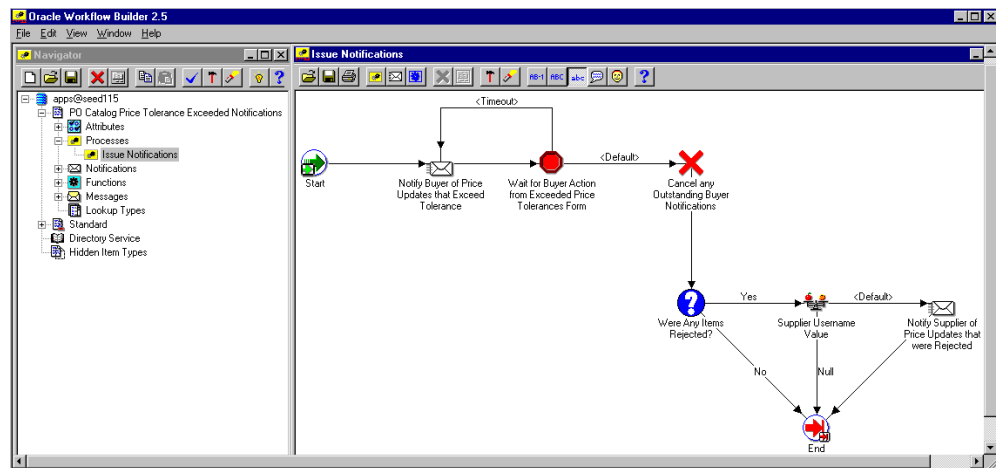 Oracle Workflow Builder 2.5
File Edit View Window Help
Navigator
Issue Notifications
AB-1 ABC abc
apps@seed115
PO Catalog Price Tolerance Exceeded Notifications
Attributes
Processes
Issue Notifications
Notifications
Functions
Messages
Lookup Types
Standard
Directory Service
Hidden Item Types
<Timeout>
<Default>
Start
Notify Buyer of Price
Updates that Exceed
Tolerance
Wait for Buyer Action
from Exceeded Price
Tolerances Form
Cancel any
Outstanding Buyer
Notifications
Yes
<Default>
Were Any Items
Rejected?
Supplier Username
Value
Notify Supplier of
Price Updates that
were Rejected
No
Null
End